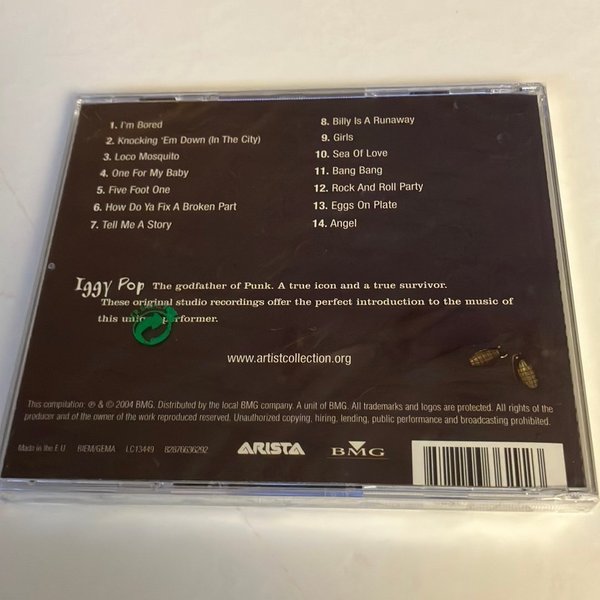 1. I'm Bored
2. Knocking 'Em Down (In The City)
3. Loco Mosquito
4. One For My Baby
5. Five Foot One
6. How Do Ya Fix A Broken Part
7. Tell Me A Story
8. Billy Is A Runaway
9. Girls
10. Sea Of Love
11. Bang Bang
12. Rock And Roll Party
13. Eggs On Plate
14. Angel
Iggy Pop The godfather of Punk. A true icon and a true survivor.
These original studio recordings offer the perfect introduction to the music of
this performer.
www.artistcollection.org
This compilation: ℗ & © 2004 BMG. Distributed by the local BMG company. A unit of BMG. All trademarks and logos are protected. All rights of the
producer and of the owner of the work reproduced reserved. Unauthorized copying, hiring, lending, public performance and broadcasting prohibited.
Made in the E U BIEM/GEMA LC13449 82876636292 ARISTA BMG